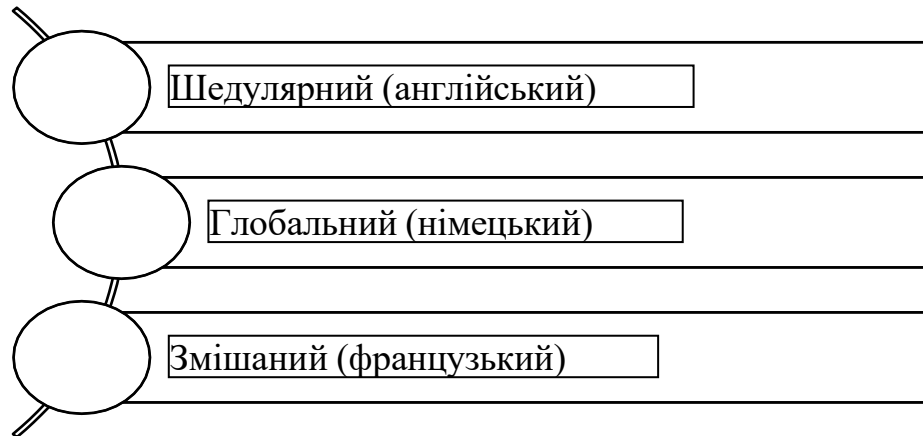 Шедулярний (англійський)
Глобальний (німецький)
Змішаний (французький)